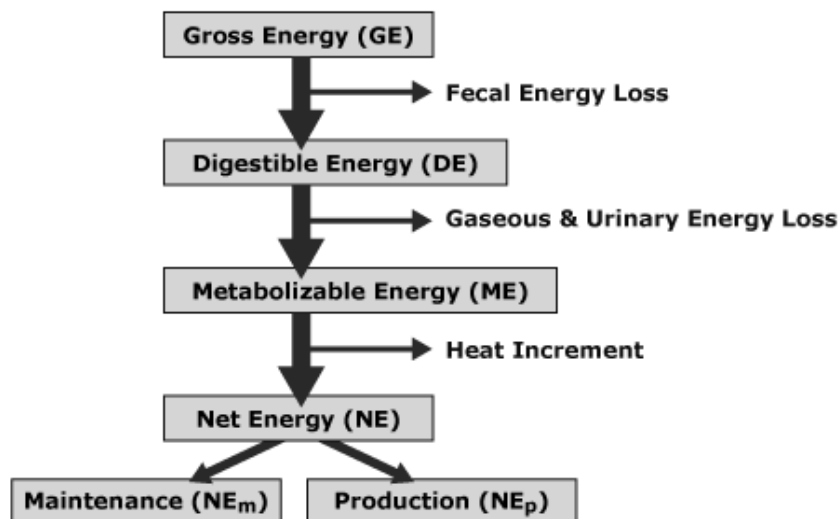 Gross Energy (GE)
Fecal Energy Loss
Digestible Energy (DE)
Gaseous & Urinary Energy Loss
Metabolizable Energy (ME)
Heat Increment
Net Energy (NE)
Maintenance (NEm)
Production (NEp)